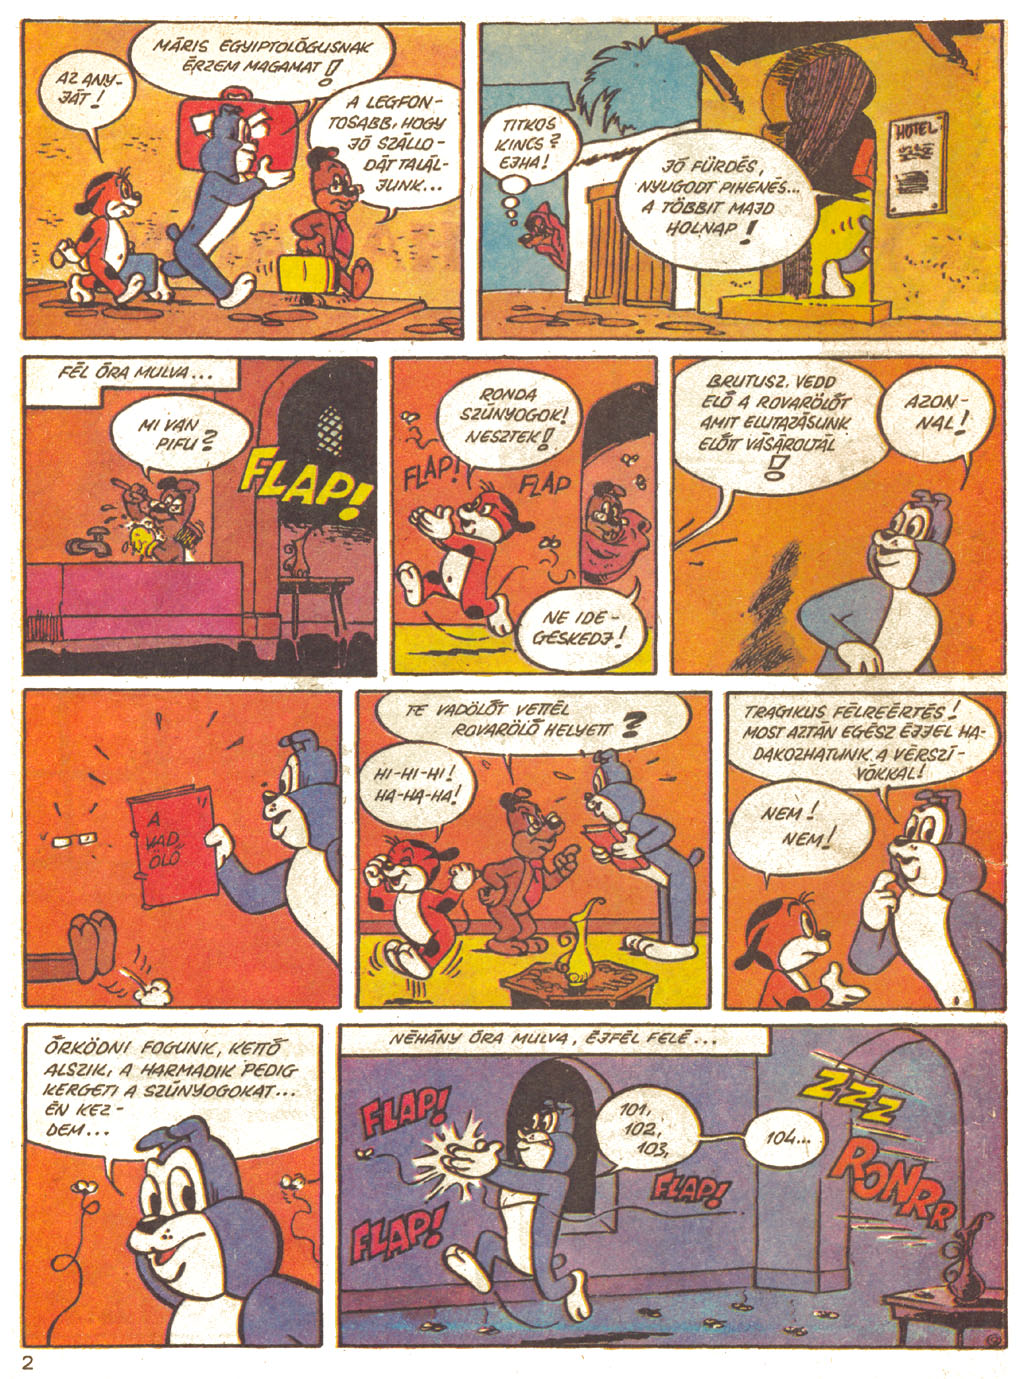 AZ ANY-
JÁT!
MÁRIS EGYIPTOLÓGUSNAK
ÉRZEM MAGAMAT!
A LEGFON-
TOSABB, HOGY
JÓ SZÁLLO-
DÁT TALÁL-
JUNK...
TITKOS
KINCS?
EJHA!
JÓ FÜRDÉS,
NYUGODT PIHENÉS...
A TÖBBIT MAJD
HOLNAP!
HOTEL
FÉL ÓRA MULVA...
MI VAN
PIFU?
FLAP!
RONDA
SZÚNYOGOK!
NESZTEK!
FLAP!
FLAP
NE IDE-
GESKEDJ!
BRUTUSZ, VEDD
ELŐ A ROVARÖLŐT
AMIT ELUTAZÁSUNK
ELŐTT VÁSÁROLTÁL
!
AZON-
NAL!
A
VAD
ÖLŐ
TE VADÖLŐT VETTÉL
ROVARÖLŐ HELYETT?
HI-HI-HI!
HA-HA-HA!
TRAGIKUS FÉLREÉRTÉS!
MOST AZTÁN EGÉSZ ÉJJEL HA-
DAKOZHATUNK A VÉRSZÍ-
VÓKKAL!
NEM!
NEM!
ŐRKÖDNI FOGUNK, KETTŐ
ALSZIK, A HARMADIK PEDIG
KERGETI A SZÚNYOGOKAT...
ÉN KEZ-
DEM...
NÉHÁNY ÓRA MULVA, ÉJFÉL FELÉ...
FLAP!
FLAP!
101,
102,
103,
104...
FLAP!
ZZZ
RONRR
2